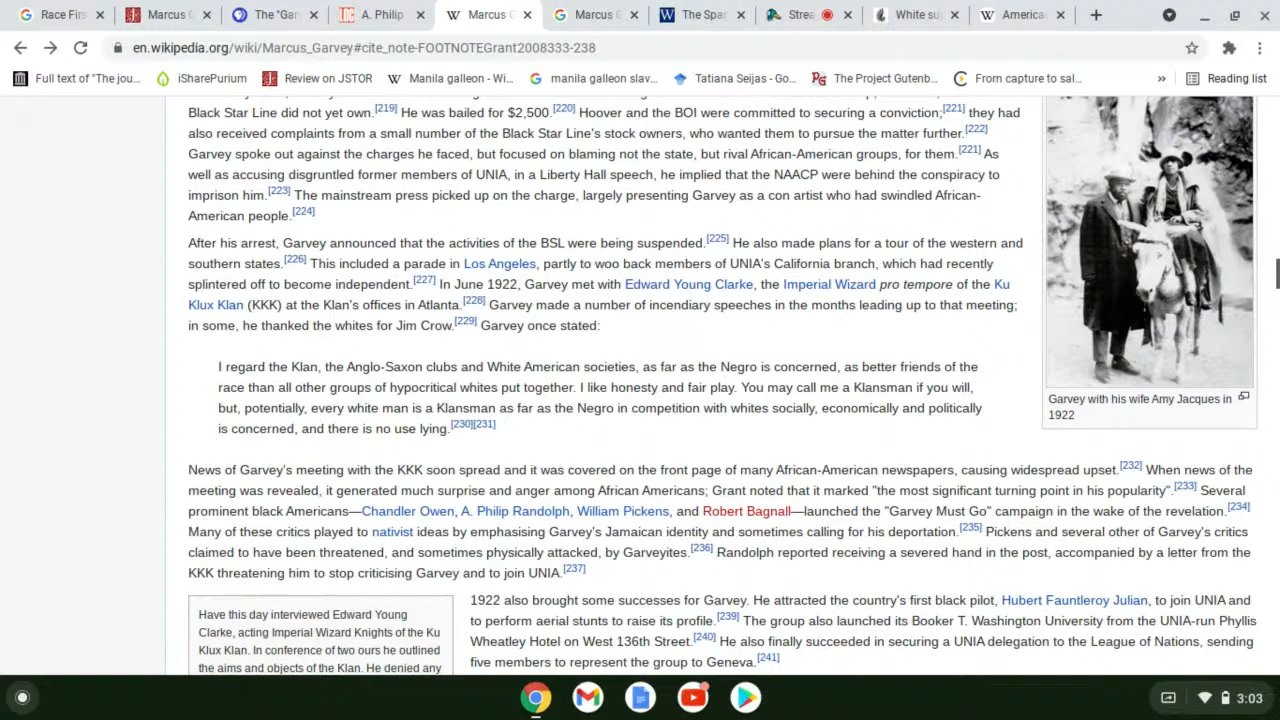 Race Firs
Marcus G
The "Gar
A. Philip
Marcus G
Marcus G
The Spar
Strea
White su
America
en.wikipedia.org/wiki/Marcus_Garvey#cite_note-FOOTNOTEGrant2008333-238
Full text of "The jou...
iSharePurium
Review on JSTOR
Manila galleon - Wi...
manila galleon slav...
Tatiana Seijas - Go...
The Project Gutenb...
From capture to sal...
»
Reading list
Black Star Line did not yet own.[219] He was bailed for $2,500.[220] Hoover and the BOI were committed to securing a conviction;[221] they had
also received complaints from a small number of the Black Star Line's stock owners, who wanted them to pursue the matter further.[222]
Garvey spoke out against the charges he faced, but focused on blaming not the state, but rival African-American groups, for them.[221] As
well as accusing disgruntled former members of UNIA, in a Liberty Hall speech, he implied that the NAACP were behind the conspiracy to
imprison him.[223] The mainstream press picked up on the charge, largely presenting Garvey as a con artist who had swindled African-
American people.[224]
After his arrest, Garvey announced that the activities of the BSL were being suspended.[225] He also made plans for a tour of the western and
southern states.[226] This included a parade in Los Angeles, partly to woo back members of UNIA's California branch, which had recently
splintered off to become independent.[227] In June 1922, Garvey met with Edward Young Clarke, the Imperial Wizard pro tempore of the Ku
Klux Klan (KKK) at the Klan's offices in Atlanta.[228] Garvey made a number of incendiary speeches in the months leading up to that meeting;
in some, he thanked the whites for Jim Crow.[229] Garvey once stated:
I regard the Klan, the Anglo-Saxon clubs and White American societies, as far as the Negro is concerned, as better friends of the
race than all other groups of hypocritical whites put together. I like honesty and fair play. You may call me a Klansman if you will,
but, potentially, every white man is a Klansman as far as the Negro in competition with whites socially, economically and politically
is concerned, and there is no use lying.[230][231]
Garvey with his wife Amy Jacques in
1922
News of Garvey's meeting with the KKK soon spread and it was covered on the front page of many African-American newspapers, causing widespread upset.[232] When news of the
meeting was revealed, it generated much surprise and anger among African Americans; Grant noted that it marked "the most significant turning point in his popularity".[233] Several
prominent black Americans—Chandler Owen, A. Philip Randolph, William Pickens, and Robert Bagnall—launched the "Garvey Must Go" campaign in the wake of the revelation.[234]
Many of these critics played to nativist ideas by emphasising Garvey's Jamaican identity and sometimes calling for his deportation.[235] Pickens and several other of Garvey's critics
claimed to have been threatened, and sometimes physically attacked, by Garveyites.[236] Randolph reported receiving a severed hand in the post, accompanied by a letter from the
KKK threatening him to stop criticising Garvey and to join UNIA.[237]
Have this day interviewed Edward Young
Clarke, acting Imperial Wizard Knights of the Ku
Klux Klan. In conference of two ours he outlined
the aims and objects of the Klan. He denied any
1922 also brought some successes for Garvey. He attracted the country's first black pilot, Hubert Fauntleroy Julian, to join UNIA and
to perform aerial stunts to raise its profile.[239] The group also launched its Booker T. Washington University from the UNIA-run Phyllis
Wheatley Hotel on West 136th Street.[240] He also finally succeeded in securing a UNIA delegation to the League of Nations, sending
five members to represent the group to Geneva.[241]
3:03